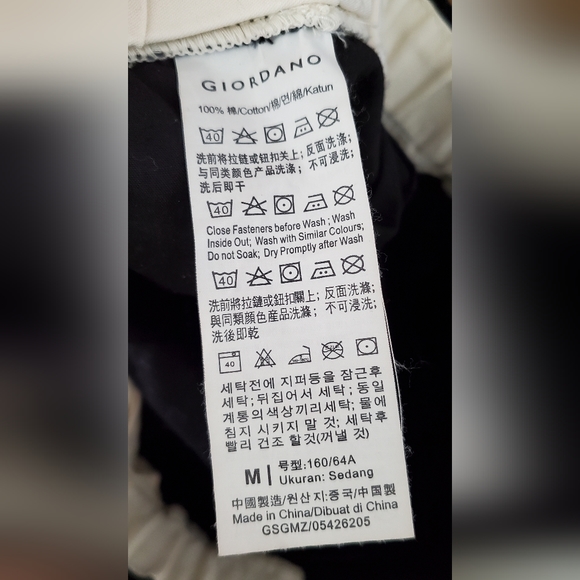 GIORDANO
100% 棉/Cotton/棉/면/綿/Katun
40
洗前将拉链或钮扣关上；反面洗涤；
与同类颜色产品洗涤；不可浸洗；
洗后即干
40
Close Fasteners before Wash ; Wash
Inside Out; Wash with Similar Colours;
Do not Soak; Dry Promptly after Wash
40
洗前將拉鏈或鈕扣關上；反面洗滌；
與同類顏色産品洗滌；不可浸洗；
洗後即乾
40
세탁전에 지퍼등을 잠근후
세탁;뒤집어서 세탁;동일
계통의색상끼리세탁;물에
침지 시키지 말 것; 세탁후
빨리 건조 할것(꺼낼 것)
M | 号型:160/64A
Ukuran: Sedang
中國製造/원산지:중국/中国製
Made in China/Dibuat di China
GSGMZ/05426205